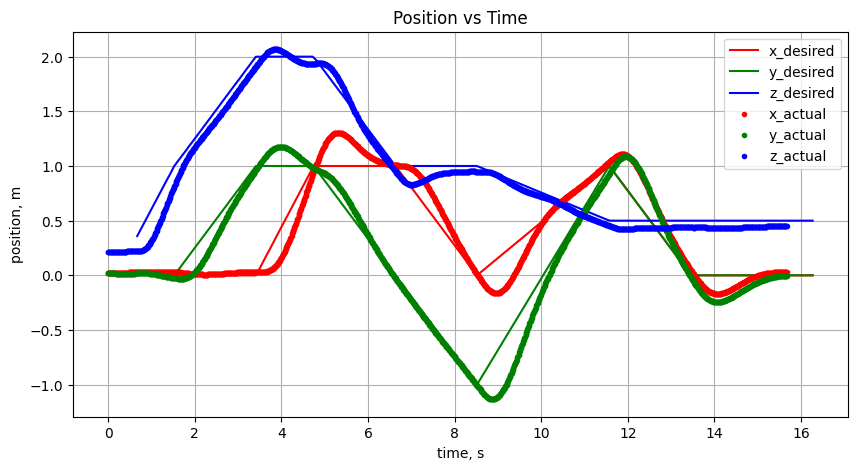 Position vs Time
x_desired
y_desired
z_desired
x_actual
y_actual
z_actual
position, m
2.0
1.5
1.0
0.5
0.0
−0.5
−1.0
0 2 4 6 8 10 12 14 16
time, s